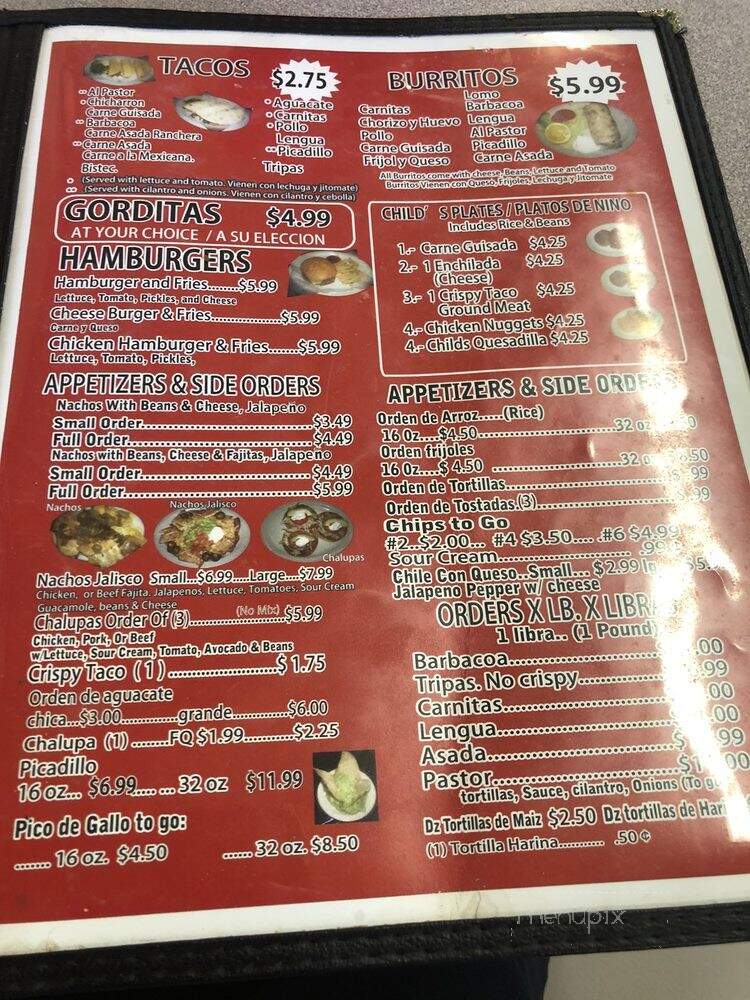 TACOS $2.75
•• Al Pastor
• Chicharron
Carne Guisada
•• Barbacoa
Carne Asada Ranchera
•• Carne Asada
Carne a la Mexicana.
Bistec.
• Aguacate
• Carnitas
• Pollo
Lengua
•• Picadillo
Tripas
• (Served with lettuce and tomato. Vienen con lechuga y jitomate)
•• (Served with cilantro and onions. Vienen con cilantro y cebolla)
GORDITAS $4.99
AT YOUR CHOICE / A SU ELECCION
HAMBURGERS
Hamburger and Fries.........$5.99
Lettuce, Tomato, Pickles, and Cheese
Cheese Burger & Fries...............$5.99
Carne y Queso
Chicken Hamburger & Fries.......$5.99
Lettuce, Tomato, Pickles,
APPETIZERS & SIDE ORDERS
Nachos With Beans & Cheese, Jalapeño
Small Order............................$3.49
Full Order..............................$4.49
Nachos with Beans, Cheese & Fajitas, Jalapeno
Small Order............................$4.49
Full Order..............................$5.99
Nachos
Nachos Jalisco
Chalupas
Nachos Jalisco Small...$6.99.....Large....$7.99
Chicken, or Beef Fajita. Jalapenos, Lettuce, Tomatoes, Sour Cream
Guacamole, beans & Cheese
Chalupas Order Of (3)....................$5.99
(No Mix)
Chicken, Pork, Or Beef
w/Lettuce, Sour Cream, Tomato, Avocado & Beans
Crispy Taco (1)........................$ 1.75
Orden de aguacate
chica...$3.00..............grande.............$6.00
Chalupa (1) .........FQ $1.99...........$2.25
Picadillo
16 oz... $6.99..... ... 32 oz $11.99
Pico de Gallo to go:
....... 16 oz. $4.50 ...... 32 oz. $8.50
BURRITOS $5.99
Carnitas
Chorizo y Huevo
Pollo
Carne Guisada
Frijol y Queso
Lomo
Barbacoa
Lengua
Al Pastor
Picadillo
Carne Asada
All Burritos come with cheese, Beans, Lettuce and Tomato
Burritos Vienen con Queso, Frijoles, Lechuga y Jitomate
CHILD' S PLATES / PLATOS DE NINO
Includes Rice & Beans
1.- Carne Guisada $4.25
2.- 1 Enchilada $4.25
(Cheese)
3.- 1 Crispy Taco $4.25
Ground Meat
4.- Chicken Nuggets $4.25
4.- Childs Quesadilla $4.25
APPETIZERS & SIDE
Orden de Arroz......(Rice)
16 Oz....$4.50.......................... 32 oz
Orden frijoles
16 Oz....$ 4.50 ..........................32
Orden de Tortillas..........................
Orden de Tostadas.(3)..........................
Chips to Go
#2..$2.00... #4 $3.50..... .#6 $4.99
Sour Cream..........................
Chile Con Queso..Small.... $2.99
Jalapeno Pepper w/ cheese
ORDERS X LB. X
1 libra.. (1 Pound)
Barbacoa..........................
Tripas. No crispy..........................
Carnitas..........................
Lengua..........................
Asada..........................
Pastor..........................
tortillas, Sauce, cilantro, Onions (To
Dz Tortillas de Maiz $2.50 Dz tortillas de
(1) Tortilla Harina........... .50 ¢
menupix